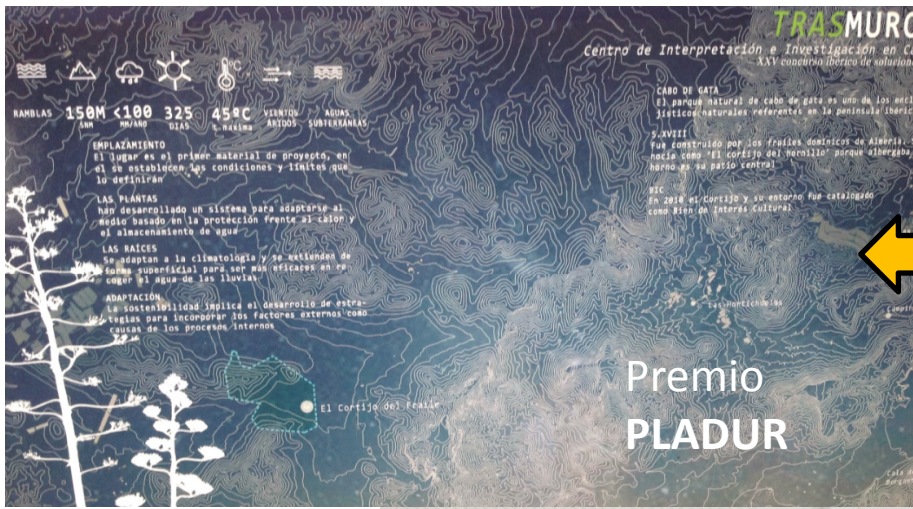 TRASMURO
Centro de Interpretación e Investigación en
XXV concurso ibérico de soluciones
°C
RAMBLAS
150M
SNM
<100
MM/AÑO
325
DIAS
45ºC
t.maxima
VIENTOS
ÁRIDOS
AGUAS
SUBTERRÁNEAS
EMPLAZAMIENTO
El lugar es el primer material de proyecto, en
el se establecen las condiciones y límites que
lo definirán
LAS PLANTAS
han desarrollado un sistema para adaptarse al
medio basado en la protección frente al calor y
el almacenamiento de agua
LAS RAÍCES
Se adaptan a la climatología y se extienden de
forma superficial para ser más eficaces en re-
coger el agua de las lluvias
ADAPTACIÓN
La sostenibilidad implica el desarrollo de estra-
tegias para incorporar los factores externos como
causas de los procesos internos
El Cortijo del Fraile
CABO DE GATA
El parque natural de cabo de gata es uno de los
jísticos naturales referentes en la península
S.XVIII
Fue construido por los frailes dominicos de Almería.
nocía como "El cortijo del Hornillo" porque albergaba
horno en su patio central
BIC
En 2010 el Cortijo y su entorno fue catalogado
como Bien de Interés Cultural
Las Hortichuelas
Premio
PLADUR